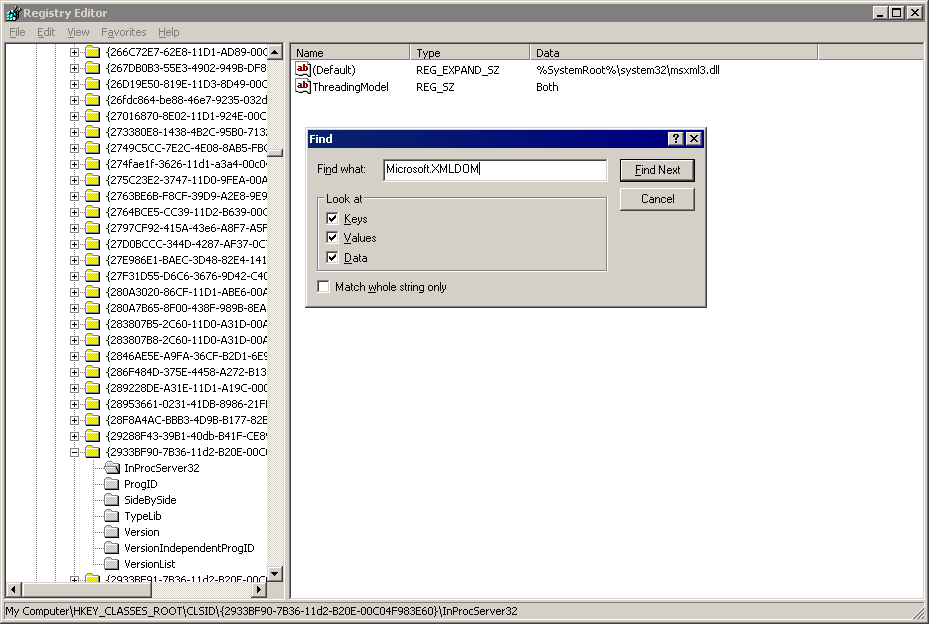 Registry Editor
File Edit View Favorites Help
{266C72E7-62E8-11D1-AD89-00C
{267DB0B3-55E3-4902-949B-DF8
{26D19E50-819E-11D3-8D49-00C
{26fdc864-be88-46e7-9235-032d
{27016870-8E02-11D1-924E-00C
{273380E8-1438-4B2C-95B0-713
{2749C5CC-7E2C-4E08-8AB5-FB
{274fae1f-3626-11d1-a3a4-00c0
{275C23E2-3747-11D0-9FEA-00A
{2763BE6B-F8CF-39D9-A2E8-9E9
{2764BCE5-CC39-11D2-B639-00C
{2797CF92-415A-43e6-A8F7-A5F
{27D0BCCC-344D-4287-AF37-0C
{27E986E1-BAEC-3D48-82E4-141
{27F31D55-D6C6-3676-9D42-C40
{280A3020-86CF-11D1-ABE6-00A
{280A7B65-8F00-438F-989B-8EA
{283807B5-2C60-11D0-A31D-00A
{283807B8-2C60-11D0-A31D-00A
{2846AE5E-A9FA-36CF-B2D1-6E9
{286F484D-375E-4458-A272-B13
{289228DE-A31E-11D1-A19C-000
{28953661-0231-41DB-8986-21F
{28F8A4AC-BBB3-4D9B-B177-82B
{29288F43-39B1-40db-B41F-CE8
{2933BF90-7B36-11d2-B20E-00C
InProcServer32
ProgID
SideBySide
TypeLib
Version
VersionIndependentProgID
VersionList
{2933BF91-7B36-11d2-B20E-00C
Name Type Data
(Default) REG_EXPAND_SZ %SystemRoot%\system32\msxml3.dll
ThreadingModel REG_SZ Both
Find
Find what: Microsoft.XMLDOM Find Next
Cancel
Look at
Keys
Values
Data
Match whole string only
My Computer\HKEY_CLASSES_ROOT\CLSID\{2933BF90-7B36-11d2-B20E-00C04F983E60}\InProcServer32